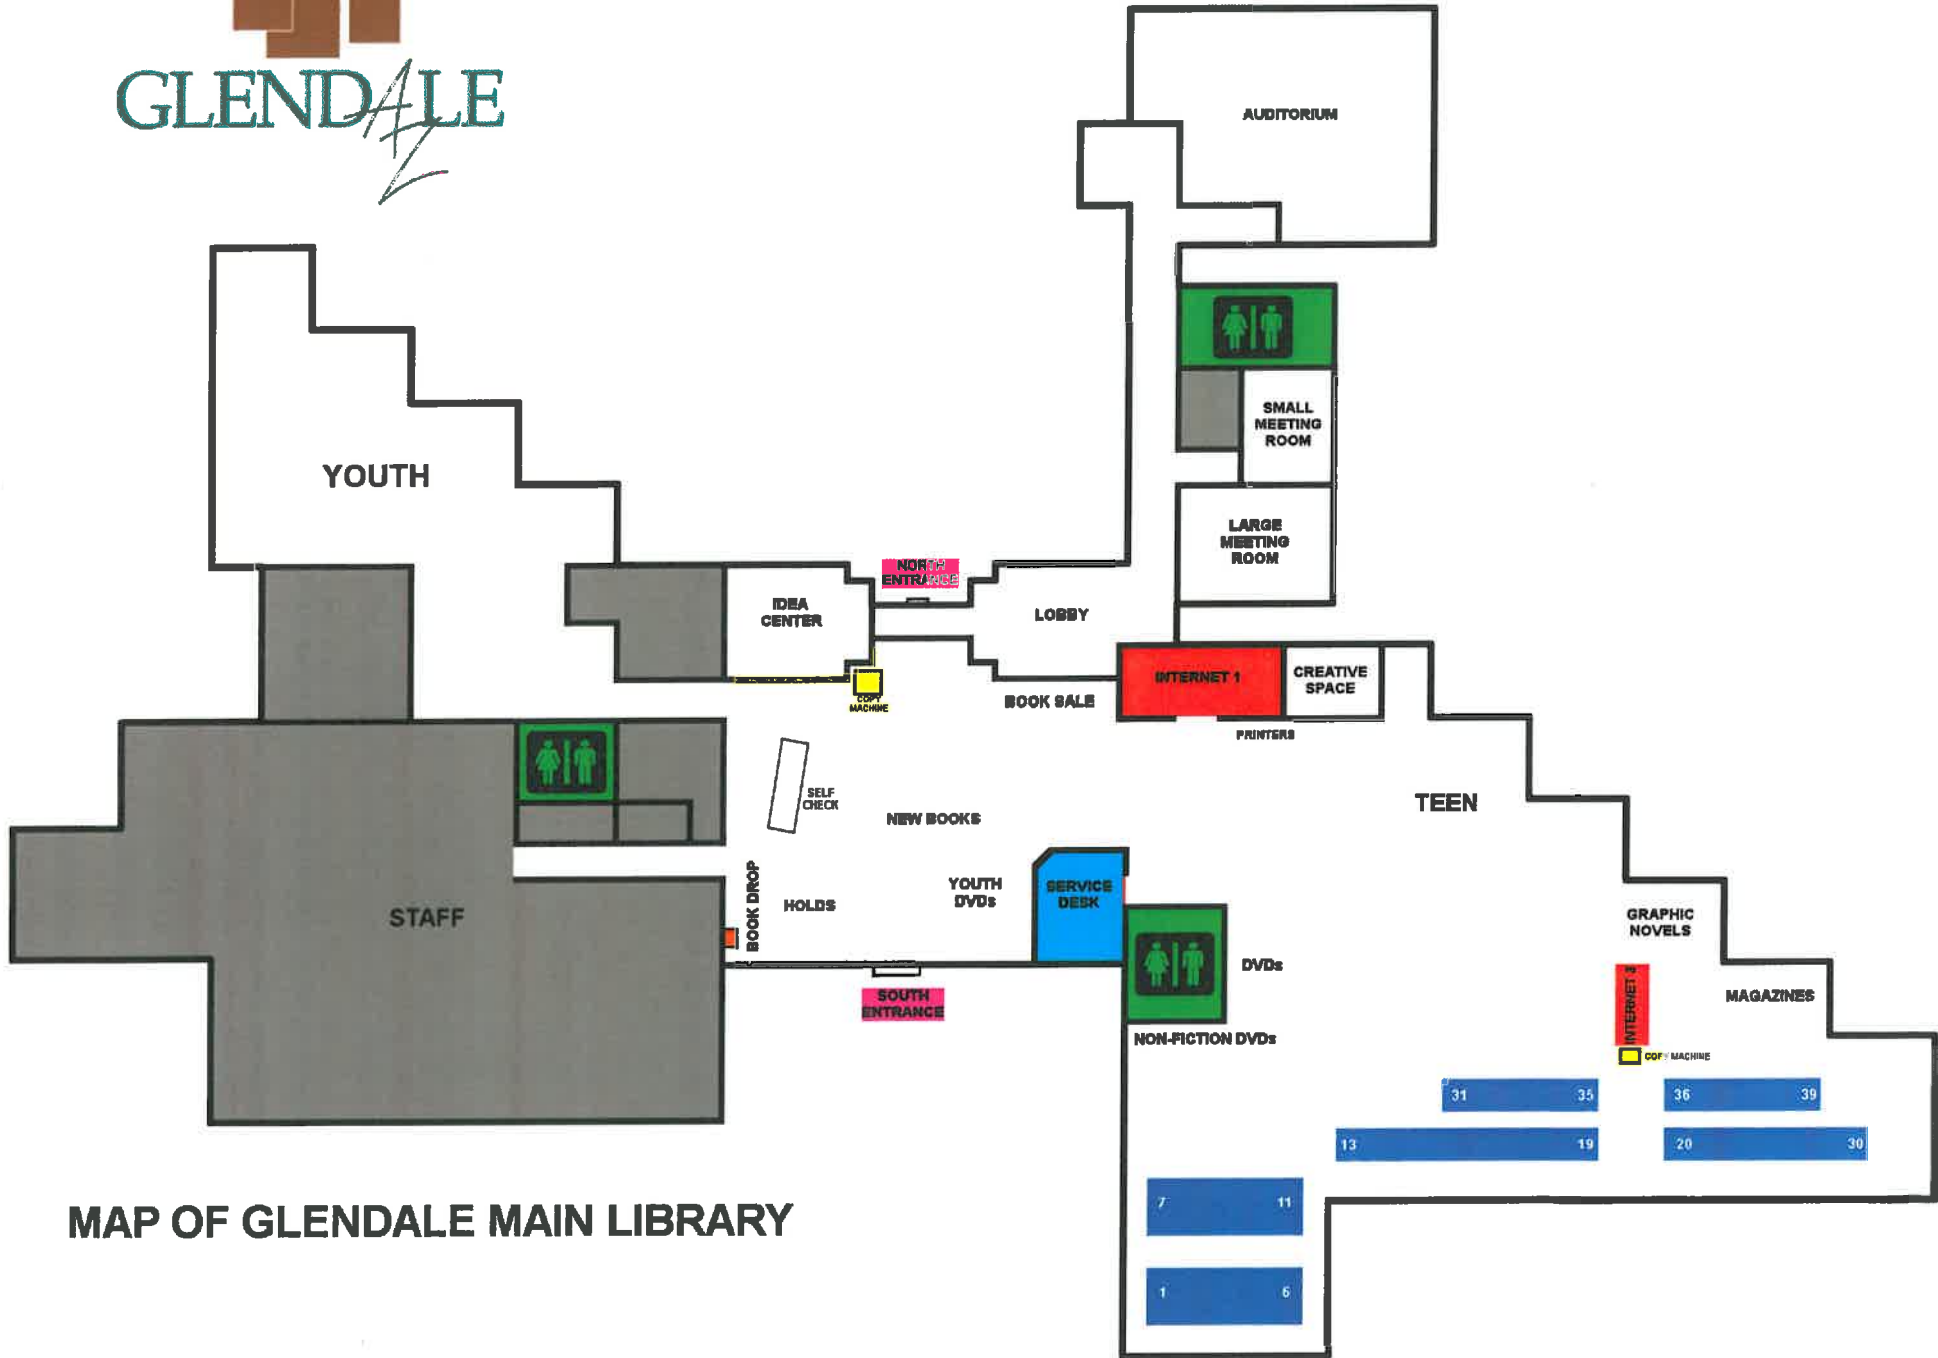 GLENDALE
AZ
AUDITORIUM
SMALL
MEETING
ROOM
YOUTH
LARGE
MEETING
ROOM
NORTH
ENTRANCE
IDEA
CENTER
LOBBY
INTERNET 1
CREATIVE
SPACE
COPY
MACHINE
BOOK SALE
PRINTERS
SELF
CHECK
NEW BOOKS
TEEN
BOOK DROP
HOLDS
YOUTH
DVDs
SERVICE
DESK
STAFF
GRAPHIC
NOVELS
DVDs
SOUTH
ENTRANCE
INTERNET 3
MAGAZINES
NON-FICTION DVDs
COPY MACHINE
31 35 36 39
13 19 20 30
7 11
1 6
MAP OF GLENDALE MAIN LIBRARY